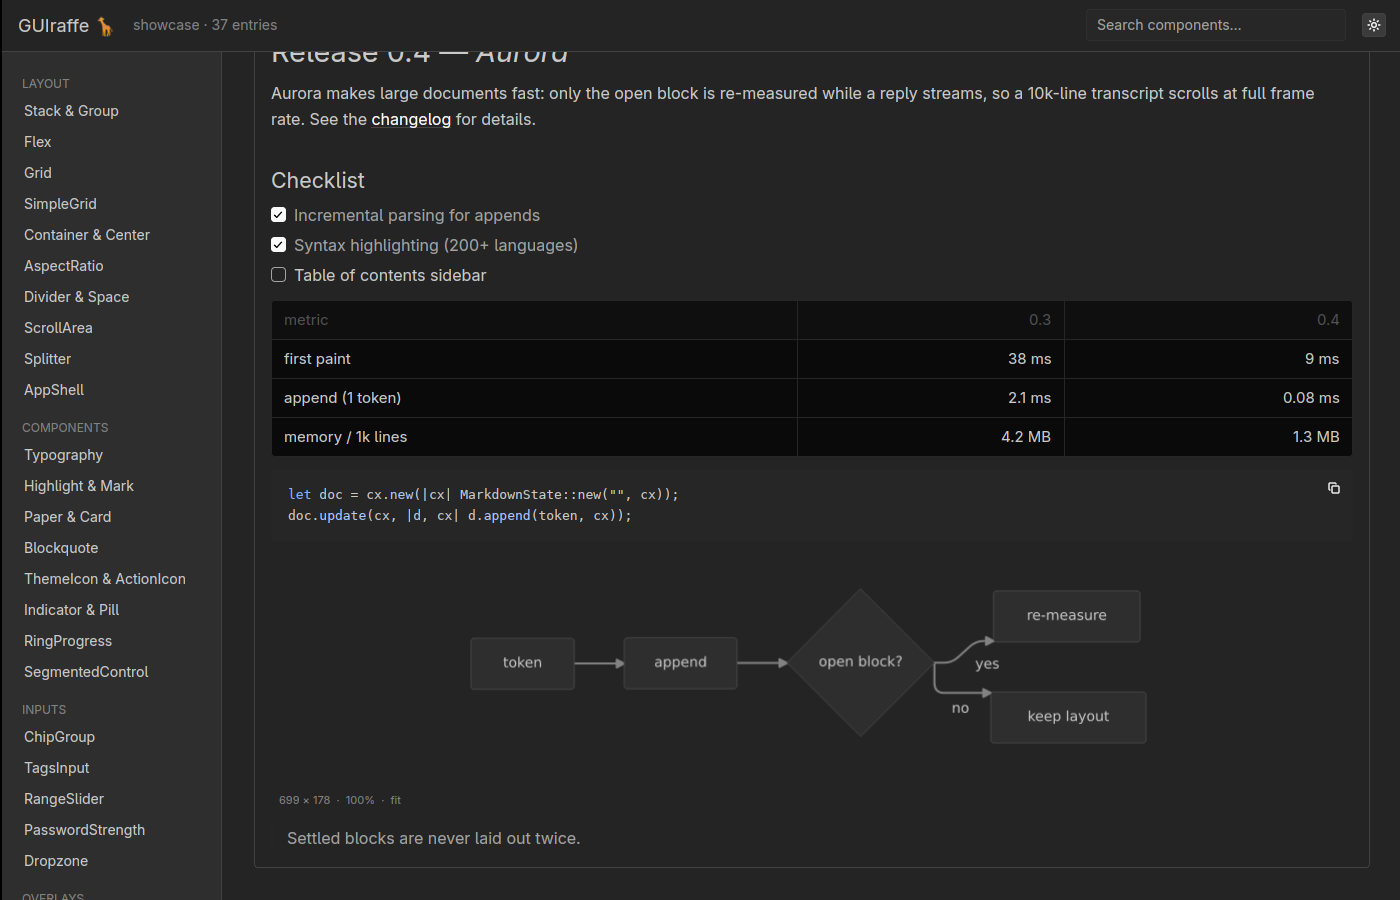 GUIraffe 🦒 showcase · 37 entries Search components...
LAYOUT
Stack & Group
Flex
Grid
SimpleGrid
Container & Center
AspectRatio
Divider & Space
ScrollArea
Splitter
AppShell
COMPONENTS
Typography
Highlight & Mark
Paper & Card
Blockquote
ThemeIcon & ActionIcon
Indicator & Pill
RingProgress
SegmentedControl
INPUTS
ChipGroup
TagsInput
RangeSlider
PasswordStrength
Dropzone
OVERLAYS
Release 0.4 — Aurora
Aurora makes large documents fast: only the open block is re-measured while a reply streams, so a 10k-line transcript scrolls at full frame
rate. See the changelog for details.
Checklist
Incremental parsing for appends
Syntax highlighting (200+ languages)
Table of contents sidebar
metric 0.3 0.4
first paint 38 ms 9 ms
append (1 token) 2.1 ms 0.08 ms
memory / 1k lines 4.2 MB 1.3 MB
let doc = cx.new(|cx| MarkdownState::new("", cx));
doc.update(cx, |d, cx| d.append(token, cx));
token
append
open block?
re-measure
yes
no
keep layout
699 × 178 · 100% · fit
Settled blocks are never laid out twice.